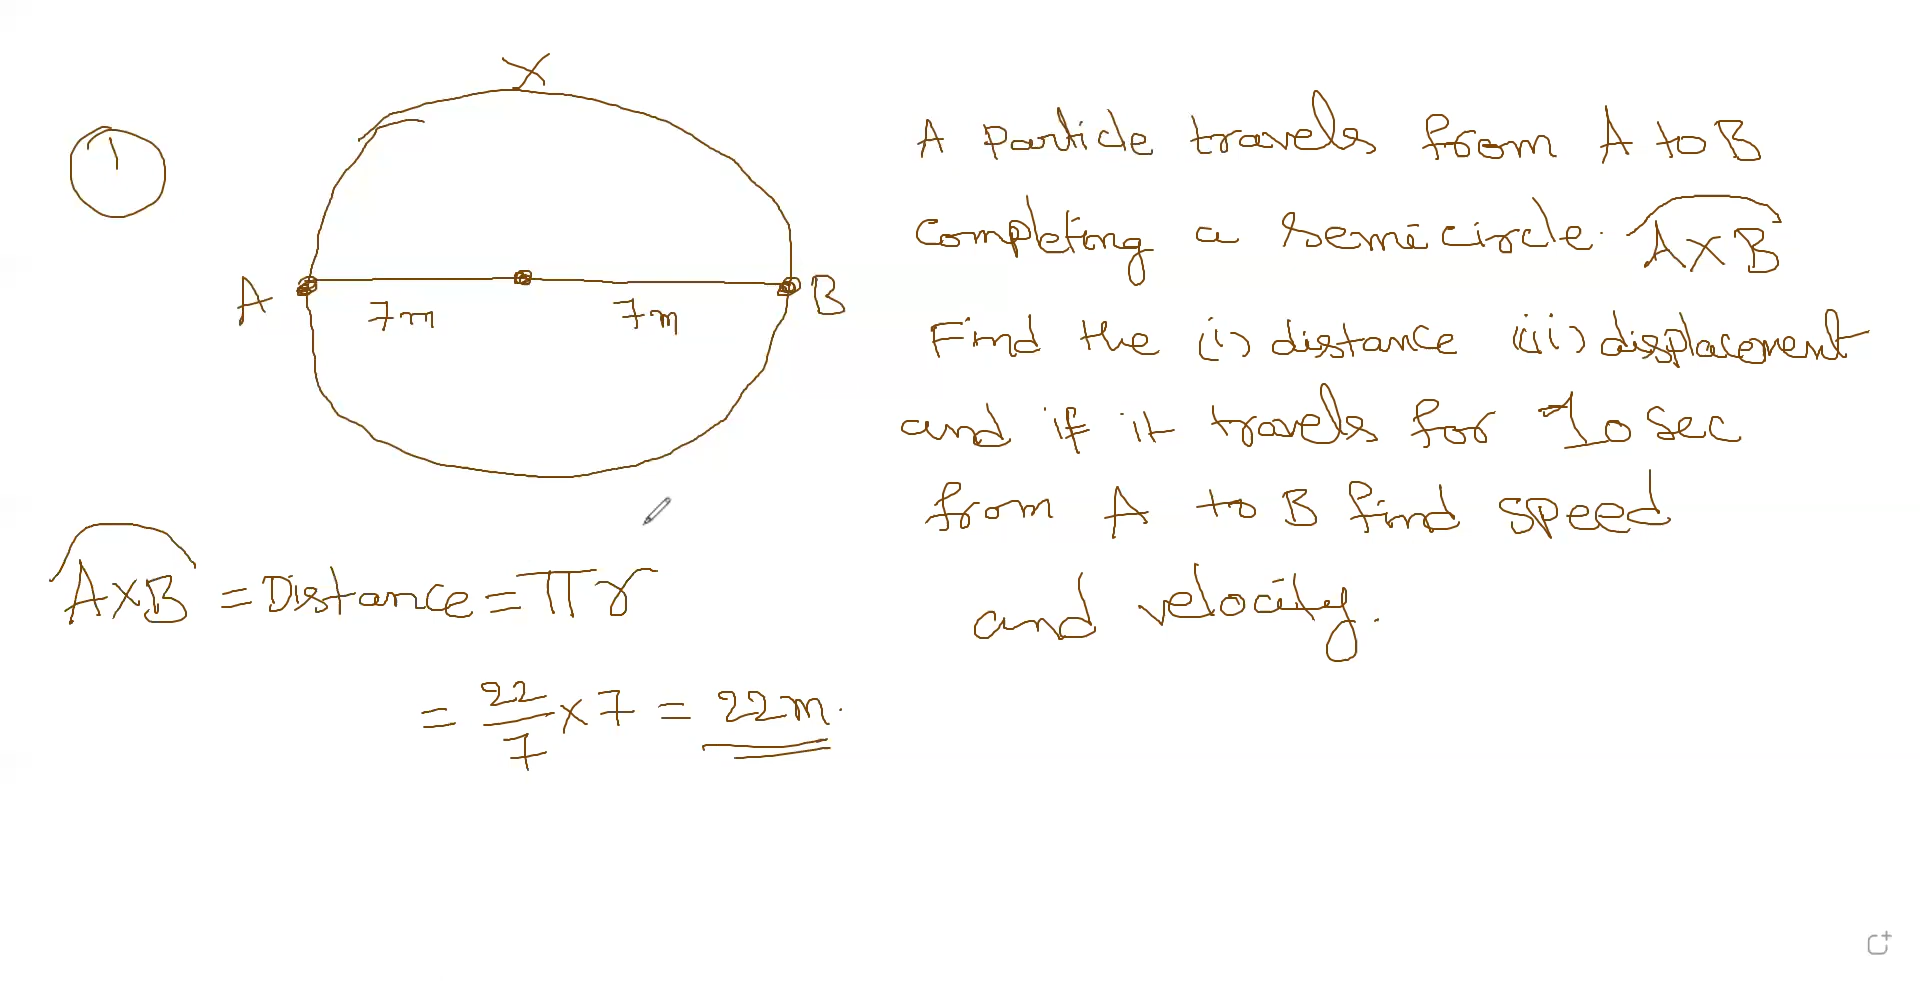 X
1
A
B
7m
7m
A particle travels from A to B
completing a semicircle. AXB
Find the (i) distance (ii) displacement
and if it travels for 10 sec
from A to B find speed
and velocity.
AXB = Distance = πr
= 22/7 × 7 = 22m.